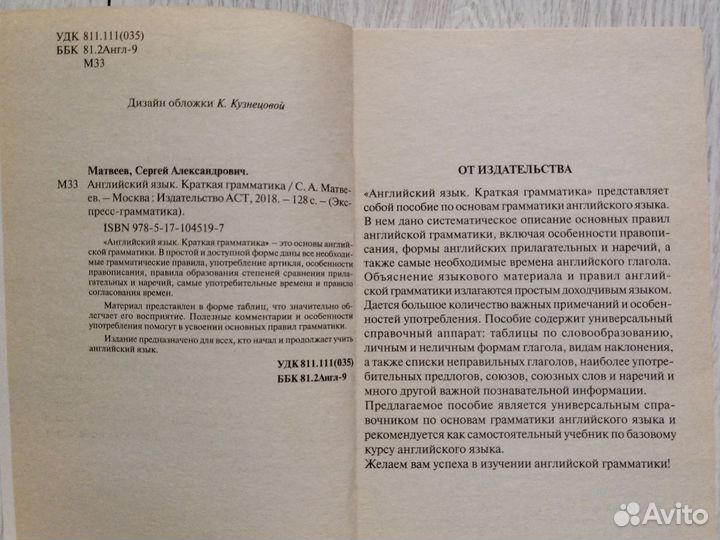 УДК 811.111(035)
ББК 81.2Англ-9
М33
Дизайн обложки К. Кузнецовой
Матвеев, Сергей Александрович.
М33 Английский язык. Краткая грамматика / С. А. Матве-
ев. – Москва : Издательство АСТ, 2018. – 128 с. – (Экс-
пресс-грамматика).
ISBN 978-5-17-104519-7
«Английский язык. Краткая грамматика» – это основы англий-
ской грамматики. В простой и доступной форме даны все необходи-
мые грамматические правила, употребление артикля, особенности
правописания, правила образования степеней сравнения прилага-
тельных и наречий, самые употребительные времена и правило
согласования времен.
Материал представлен в форме таблиц, что значительно об-
легчает его восприятие. Полезные комментарии и особенности
употребления помогут в усвоении основных правил грамматики.
Издание предназначено для всех, кто начал и продолжает учить
английский язык.
УДК 811.111(035)
ББК 81.2Англ-9
ОТ ИЗДАТЕЛЬСТВА
«Английский язык. Краткая грамматика» представляет
собой пособие по основам грамматики английского языка.
В нем дано систематическое описание основных правил
английской грамматики, включая особенности правопи-
сания, формы английских прилагательных и наречий, а
также самые необходимые времена английского глагола.
Объяснение языкового материала и правил англий-
ской грамматики излагаются простым доходчивым языком.
Дается большое количество важных примечаний и особен-
ностей употребления. Пособие содержит универсальный
справочный аппарат: таблицы по словообразованию,
личным и неличным формам глагола, видам наклонения,
а также списки неправильных глаголов, наиболее употре-
бительных предлогов, союзов, союзных слов и наречий и
много другой важной познавательной информации.
Предлагаемое пособие является универсальным спра-
вочником по основам грамматики английского языка и
рекомендуется как самостоятельный учебник по базовому
курсу английского языка.
Желаем вам успеха в изучении английской грамматики!
Avito